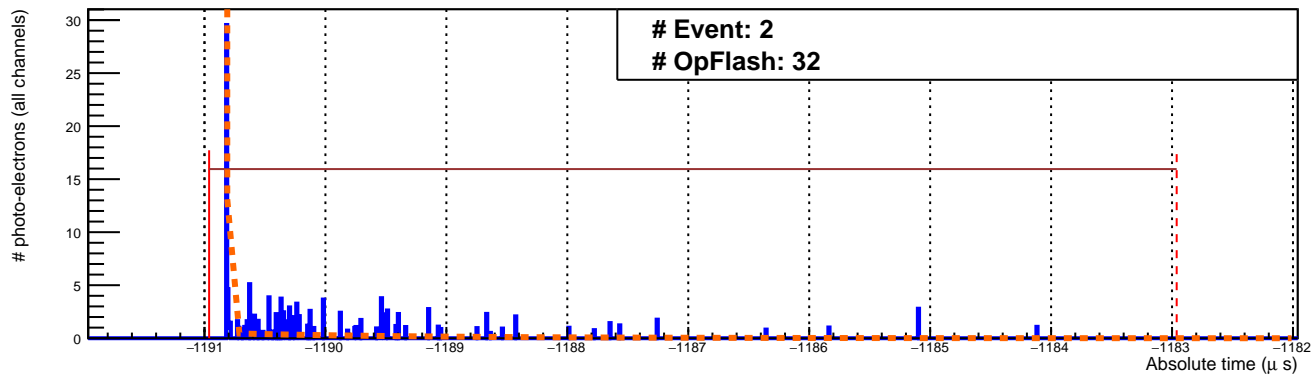 # Event: 2
# OpFlash: 32
# photo-electrons (all channels)
30
25
20
15
10
5
0
−1191 −1190 −1189 −1188 −1187 −1186 −1185 −1184 −1183 −1182
Absolute time (μ s)